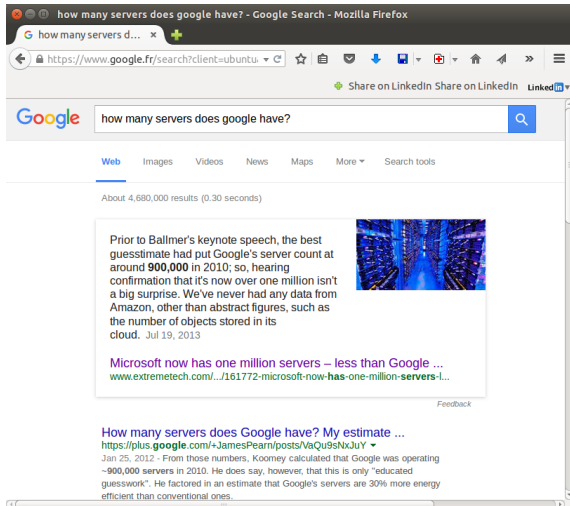 how many servers does google have? - Google Search - Mozilla Firefox
G how many servers d... ×
https://www.google.fr/search?client=ubuntu
Share on LinkedIn Share on LinkedIn Linked in
Google how many servers does google have?
Web Images Videos News Maps More Search tools
About 4,680,000 results (0.30 seconds)
Prior to Ballmer's keynote speech, the best
guesstimate had put Google's server count at
around 900,000 in 2010; so, hearing
confirmation that it's now over one million isn't
a big surprise. We've never had any data from
Amazon, other than abstract figures, such as
the number of objects stored in its
cloud. Jul 19, 2013
Microsoft now has one million servers – less than Google ...
www.extremetech.com/.../161772-microsoft-now-has-one-million-servers-l...
Feedback
How many servers does Google have? My estimate ...
https://plus.google.com/+JamesPearn/posts/VaQu9sNxJuY
Jan 25, 2012 - From those numbers, Koomey calculated that Google was operating
~900,000 servers in 2010. He does say, however, that this is only "educated
guesswork". He factored in an estimate that Google's servers are 30% more energy
efficient than conventional ones.